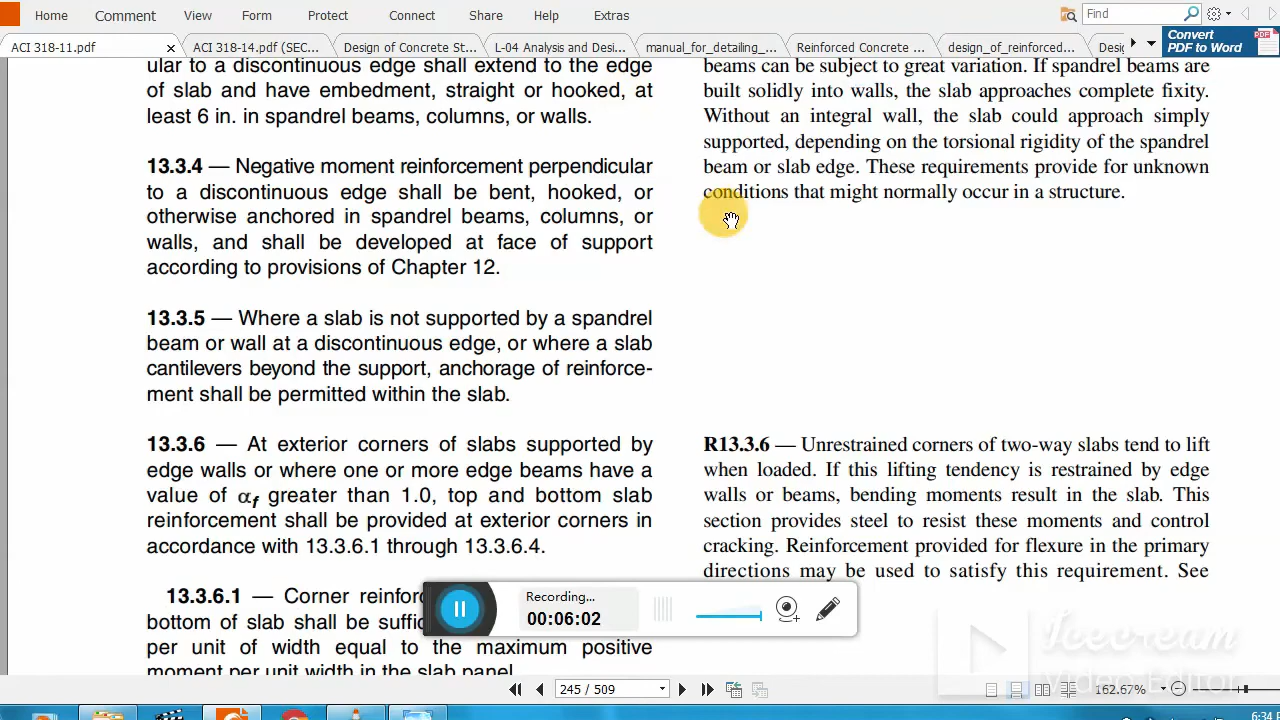 Home Comment View Form Protect Connect Share Help Extras Find
ACI 318-11.pdf ACI 318-14.pdf (SEC... Design of Concrete St... L-04 Analysis and Desi... manual_for_detailing_... Reinforced Concrete ... design_of_reinforced... Desig
Convert
PDF to Word
PDF
ular to a discontinuous edge shall extend to the edge
of slab and have embedment, straight or hooked, at
least 6 in. in spandrel beams, columns, or walls.
13.3.4 — Negative moment reinforcement perpendicular
to a discontinuous edge shall be bent, hooked, or
otherwise anchored in spandrel beams, columns, or
walls, and shall be developed at face of support
according to provisions of Chapter 12.
13.3.5 — Where a slab is not supported by a spandrel
beam or wall at a discontinuous edge, or where a slab
cantilevers beyond the support, anchorage of reinforce-
ment shall be permitted within the slab.
13.3.6 — At exterior corners of slabs supported by
edge walls or where one or more edge beams have a
value of αf greater than 1.0, top and bottom slab
reinforcement shall be provided at exterior corners in
accordance with 13.3.6.1 through 13.3.6.4.
13.3.6.1 — Corner reinfor
bottom of slab shall be suffic
per unit of width equal to the maximum positive
moment per unit width in the slab panel.
beams can be subject to great variation. If spandrel beams are
built solidly into walls, the slab approaches complete fixity.
Without an integral wall, the slab could approach simply
supported, depending on the torsional rigidity of the spandrel
beam or slab edge. These requirements provide for unknown
conditions that might normally occur in a structure.
R13.3.6 — Unrestrained corners of two-way slabs tend to lift
when loaded. If this lifting tendency is restrained by edge
walls or beams, bending moments result in the slab. This
section provides steel to resist these moments and control
cracking. Reinforcement provided for flexure in the primary
directions may be used to satisfy this requirement. See
Recording...
00:06:02
Icecream
Video Editor
245 / 509
162.67%
6:34 P